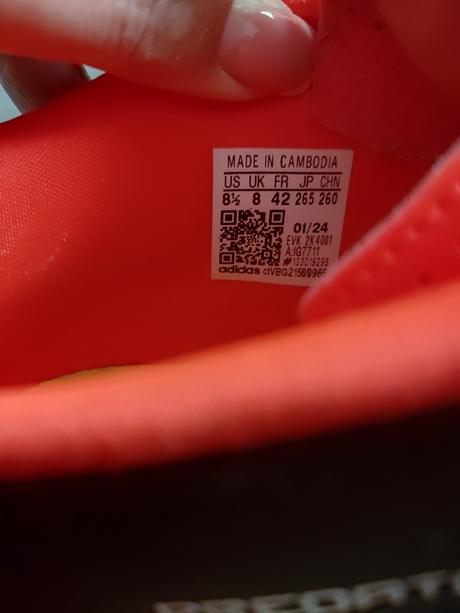 MADE IN CAMBODIA
US UK FR JP CHN
8½ 8 42 265 260
01/24
EVK 2K4001
A:IG7711
#133019295
adidas